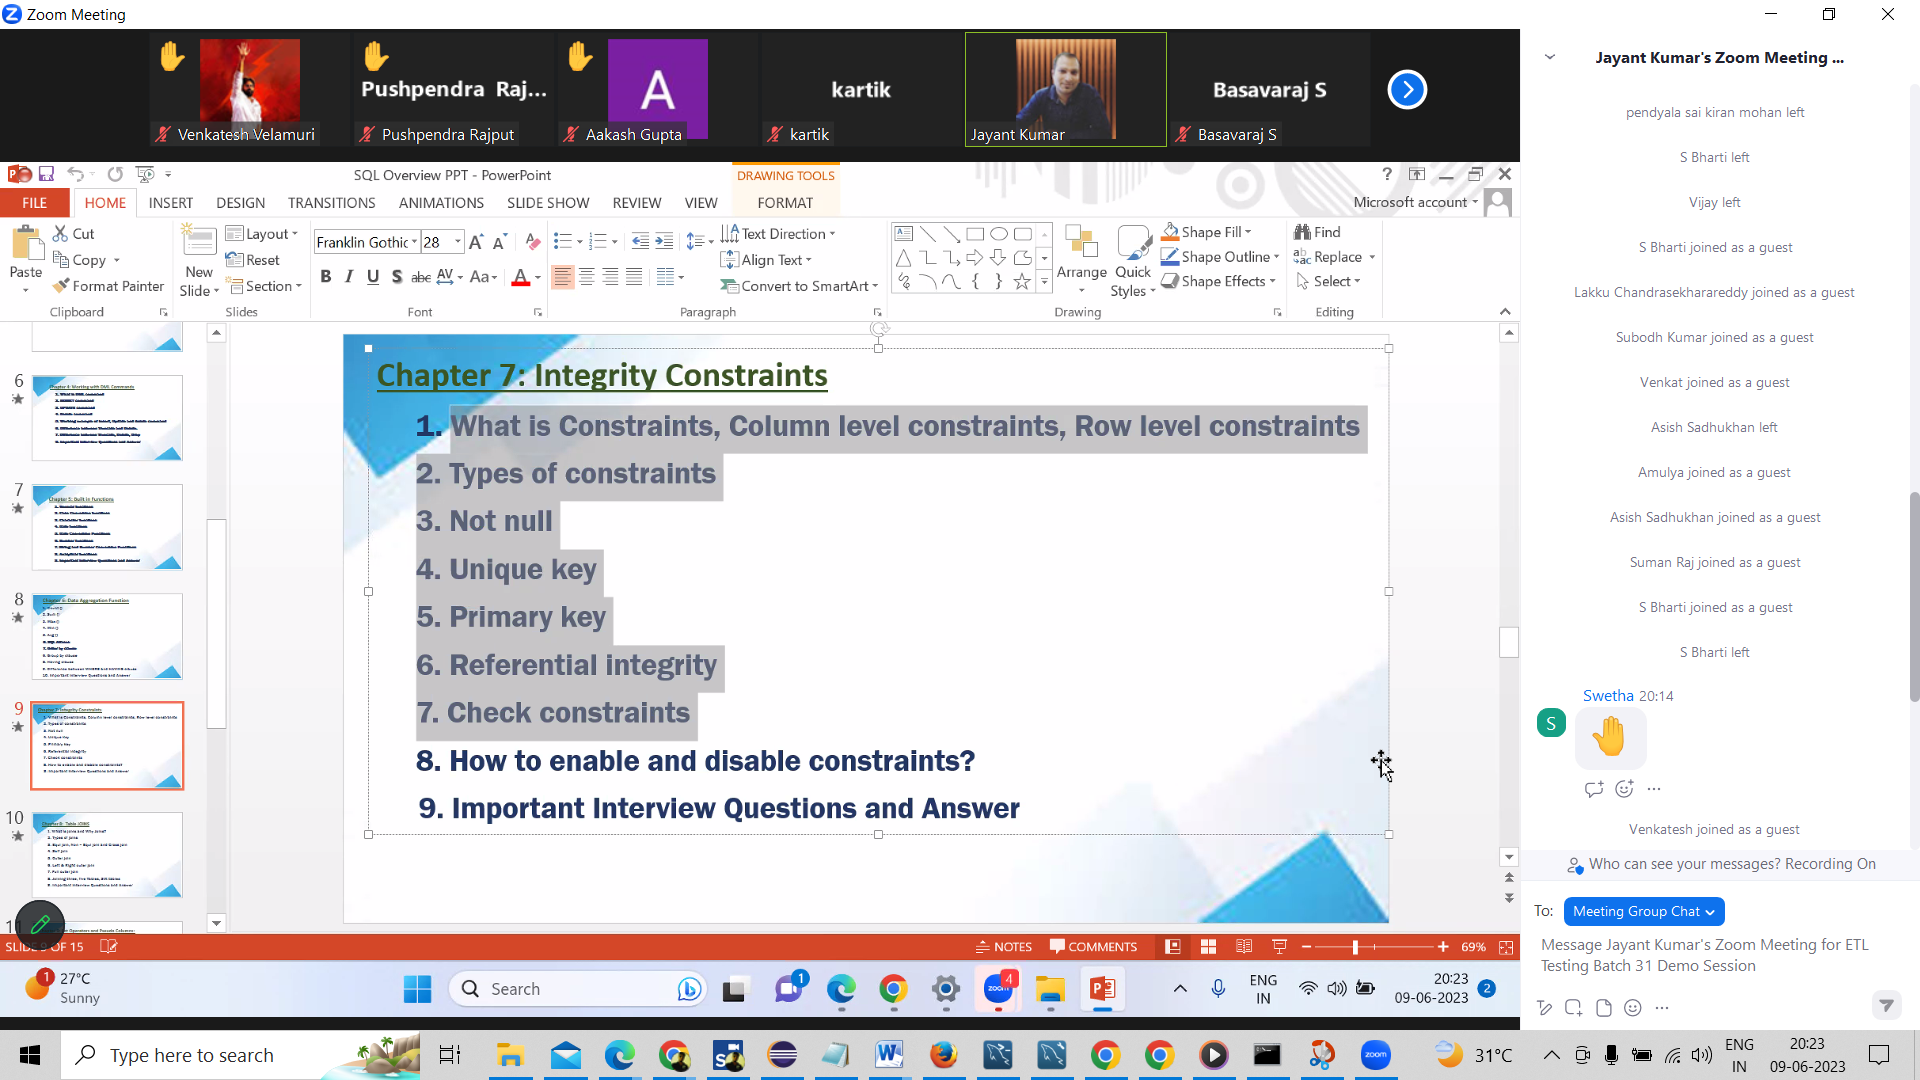 Zoom Meeting
Venkatesh Velamuri
Pushpendra Raj...
Pushpendra Rajput
A
Aakash Gupta
kartik
kartik
Jayant Kumar
Basavaraj S
Basavaraj S
SQL Overview PPT - PowerPoint
DRAWING TOOLS
FILE
HOME
INSERT
DESIGN
TRANSITIONS
ANIMATIONS
SLIDE SHOW
REVIEW
VIEW
FORMAT
Microsoft account
Paste
Cut
Copy
Format Painter
Clipboard
New
Slide
Layout
Reset
Section
Slides
Franklin Gothic
28
Font
Text Direction
Align Text
Convert to SmartArt
Paragraph
Arrange
Quick
Styles
Shape Fill
Shape Outline
Shape Effects
Drawing
Find
Replace
Select
Editing
6
7
8
9
10
Chapter 7: Integrity Constraints
1. What is Constraints, Column level constraints, Row level constraints
2. Types of constraints
3. Not null
4. Unique key
5. Primary key
6. Referential integrity
7. Check constraints
8. How to enable and disable constraints?
9. Important Interview Questions and Answer
SLIDE 9 OF 15
NOTES
COMMENTS
69%
1
27°C
Sunny
Search
1
zoom
4
ENG
IN
20:23
09-06-2023
2
Jayant Kumar's Zoom Meeting ...
pendyala sai kiran mohan left
S Bharti left
Vijay left
S Bharti joined as a guest
Lakku Chandrasekharareddy joined as a guest
Subodh Kumar joined as a guest
Venkat joined as a guest
Asish Sadhukhan left
Amulya joined as a guest
Asish Sadhukhan joined as a guest
Suman Raj joined as a guest
S Bharti joined as a guest
S Bharti left
Swetha 20:14
S
Venkatesh joined as a guest
Who can see your messages? Recording On
To: Meeting Group Chat
Message Jayant Kumar's Zoom Meeting for ETL
Testing Batch 31 Demo Session
Type here to search
zoom
31°C
ENG
IN
20:23
09-06-2023